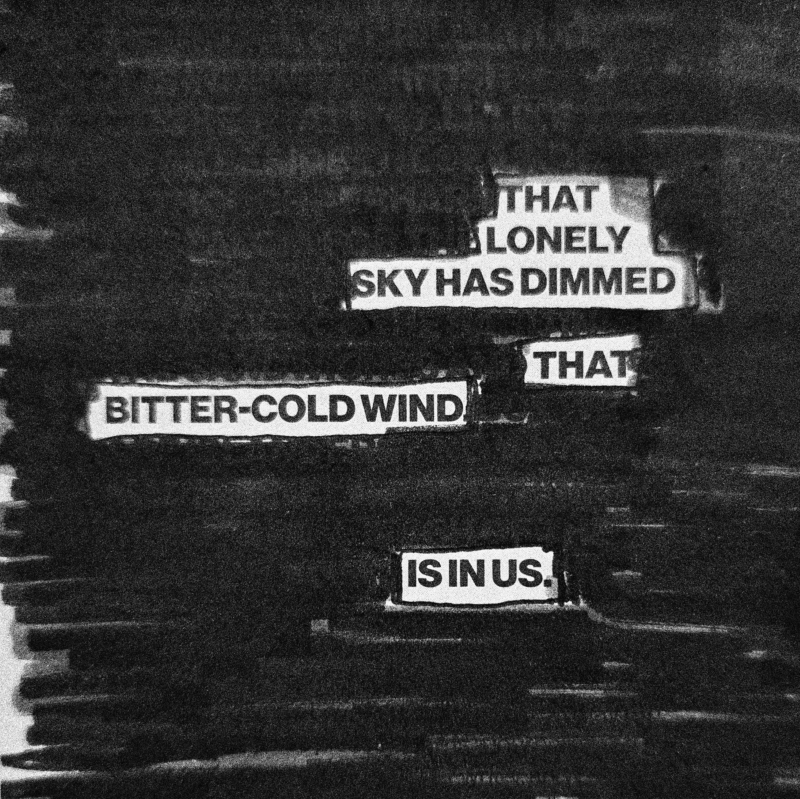 THAT
LONELY
SKY HAS DIMMED
THAT
BITTER-COLD WIND
IS IN US.